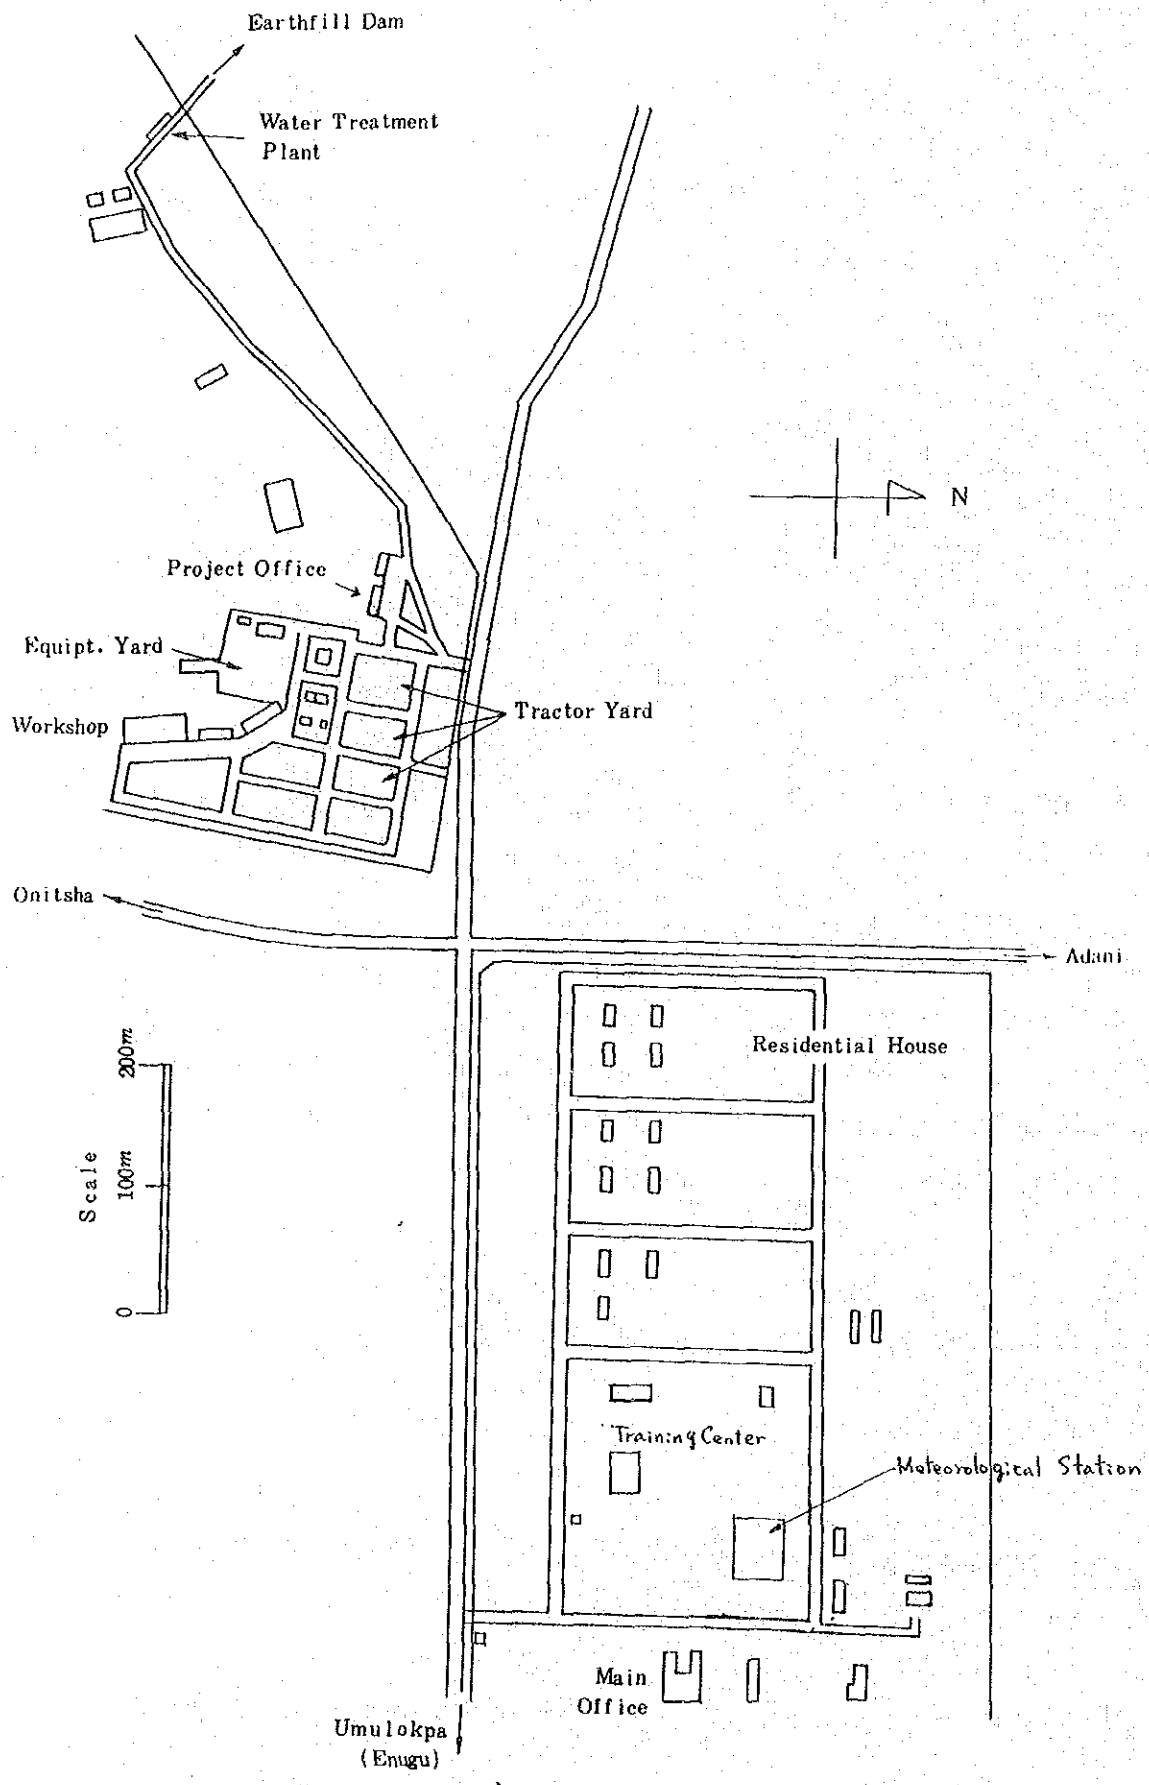 Earthfill Dam
Water Treatment
Plant
N
Project Office
Equipt. Yard
Tractor Yard
Workshop
Onitsha
Adani
Residential House
Scale
0
100m
200m
Training Center
Meteorological Station
Main
Office
Umulokpa
(Enugu)